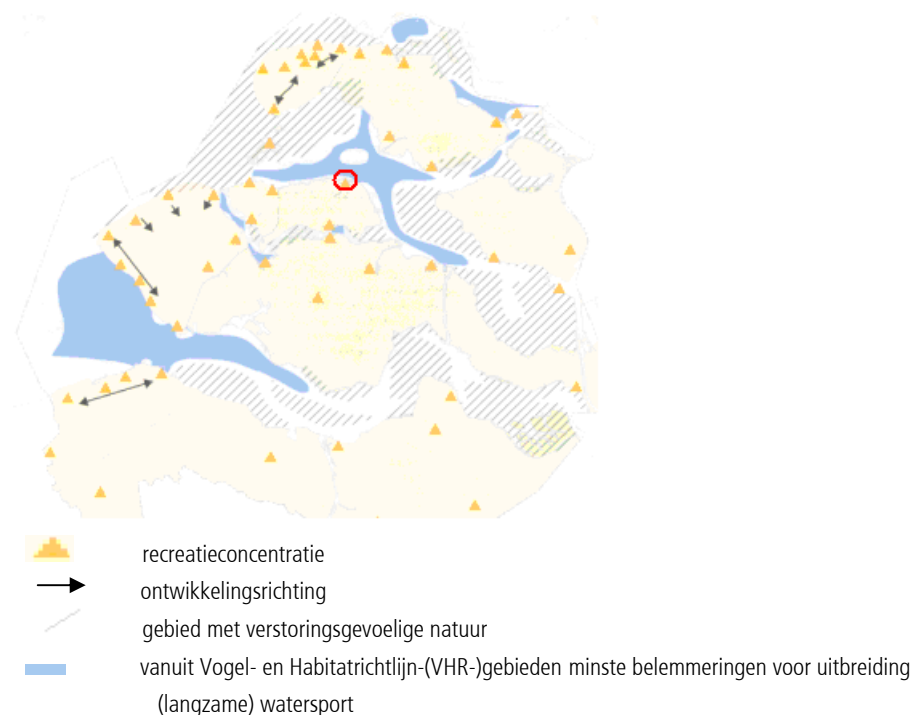 recreatieconcentratie
ontwikkelingsrichting
gebied met verstoringsgevoelige natuur
vanuit Vogel- en Habitatrichtlijn-(VHR-)gebieden minste belemmeringen voor uitbreiding
(langzame) watersport